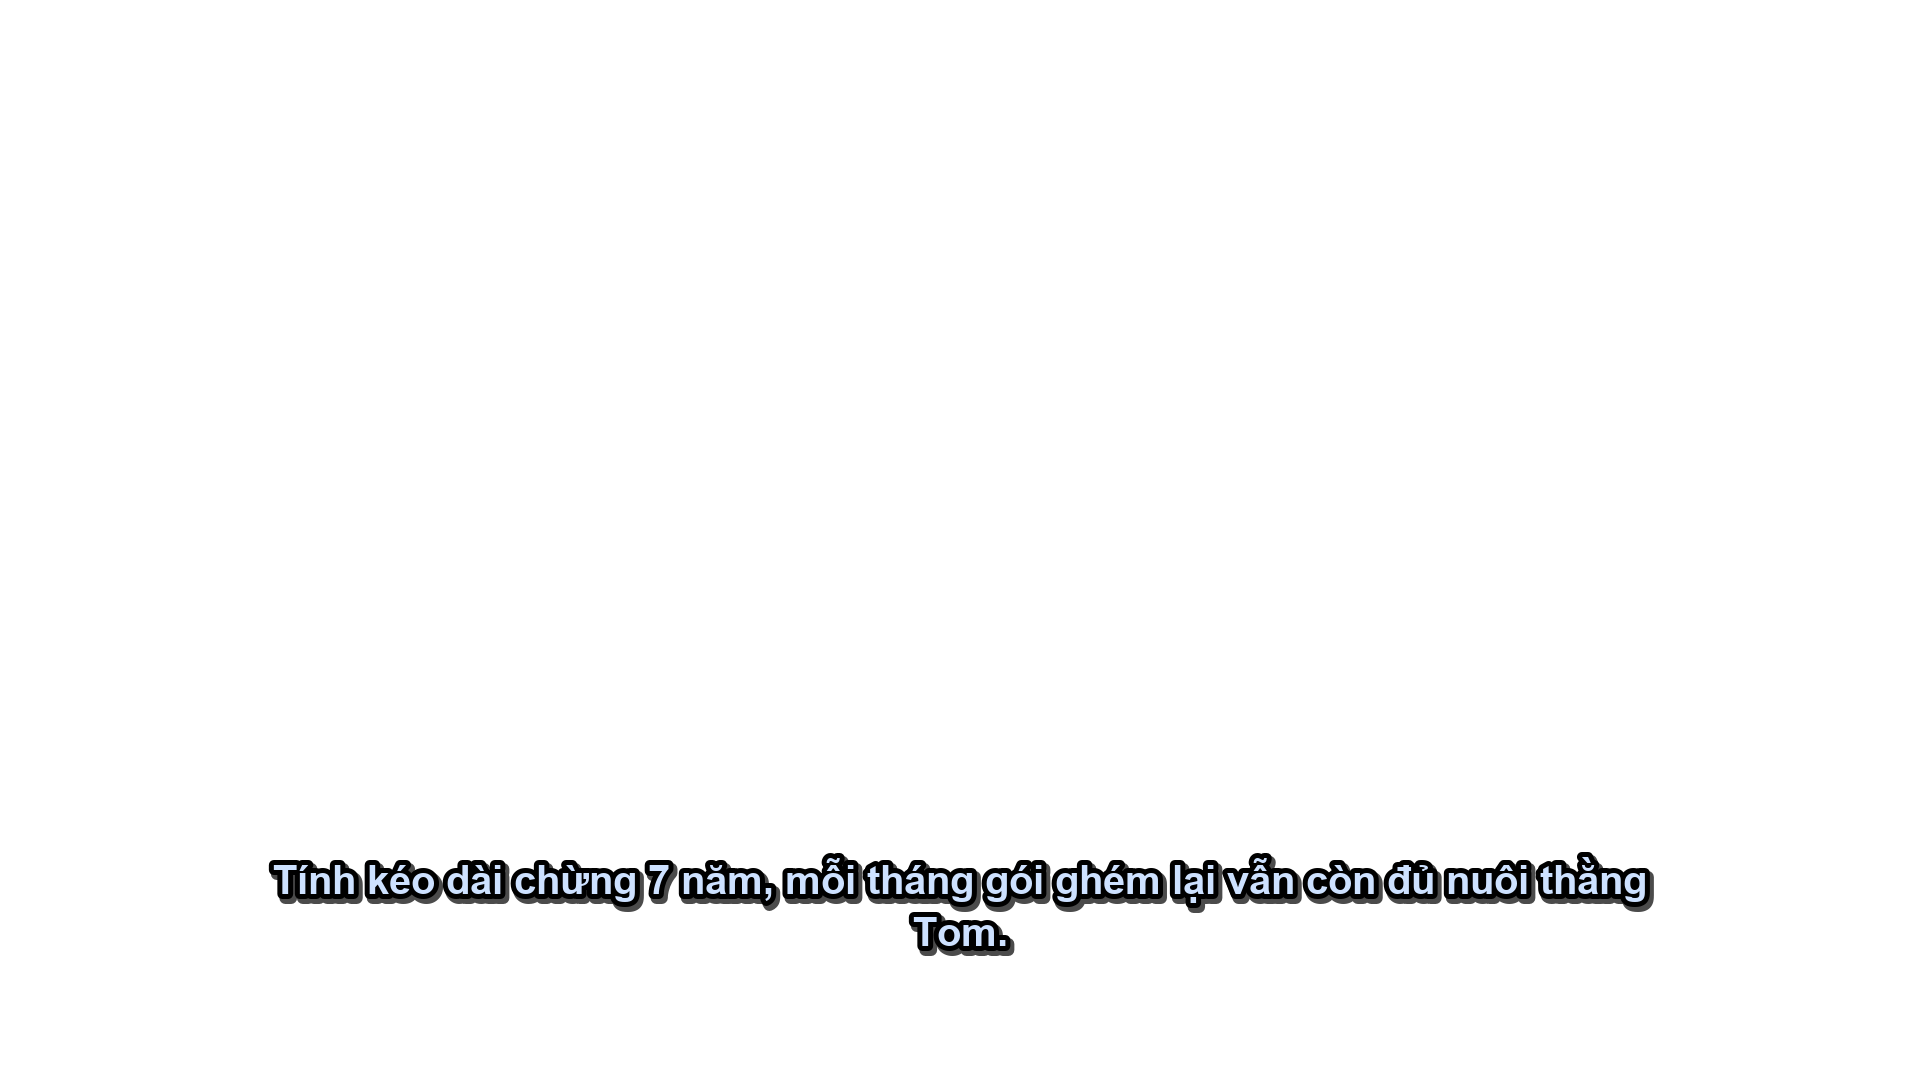 Tính kéo dài chừng 7 năm, mỗi tháng gói ghém lại vẫn còn đủ nuôi thằng
Tom.